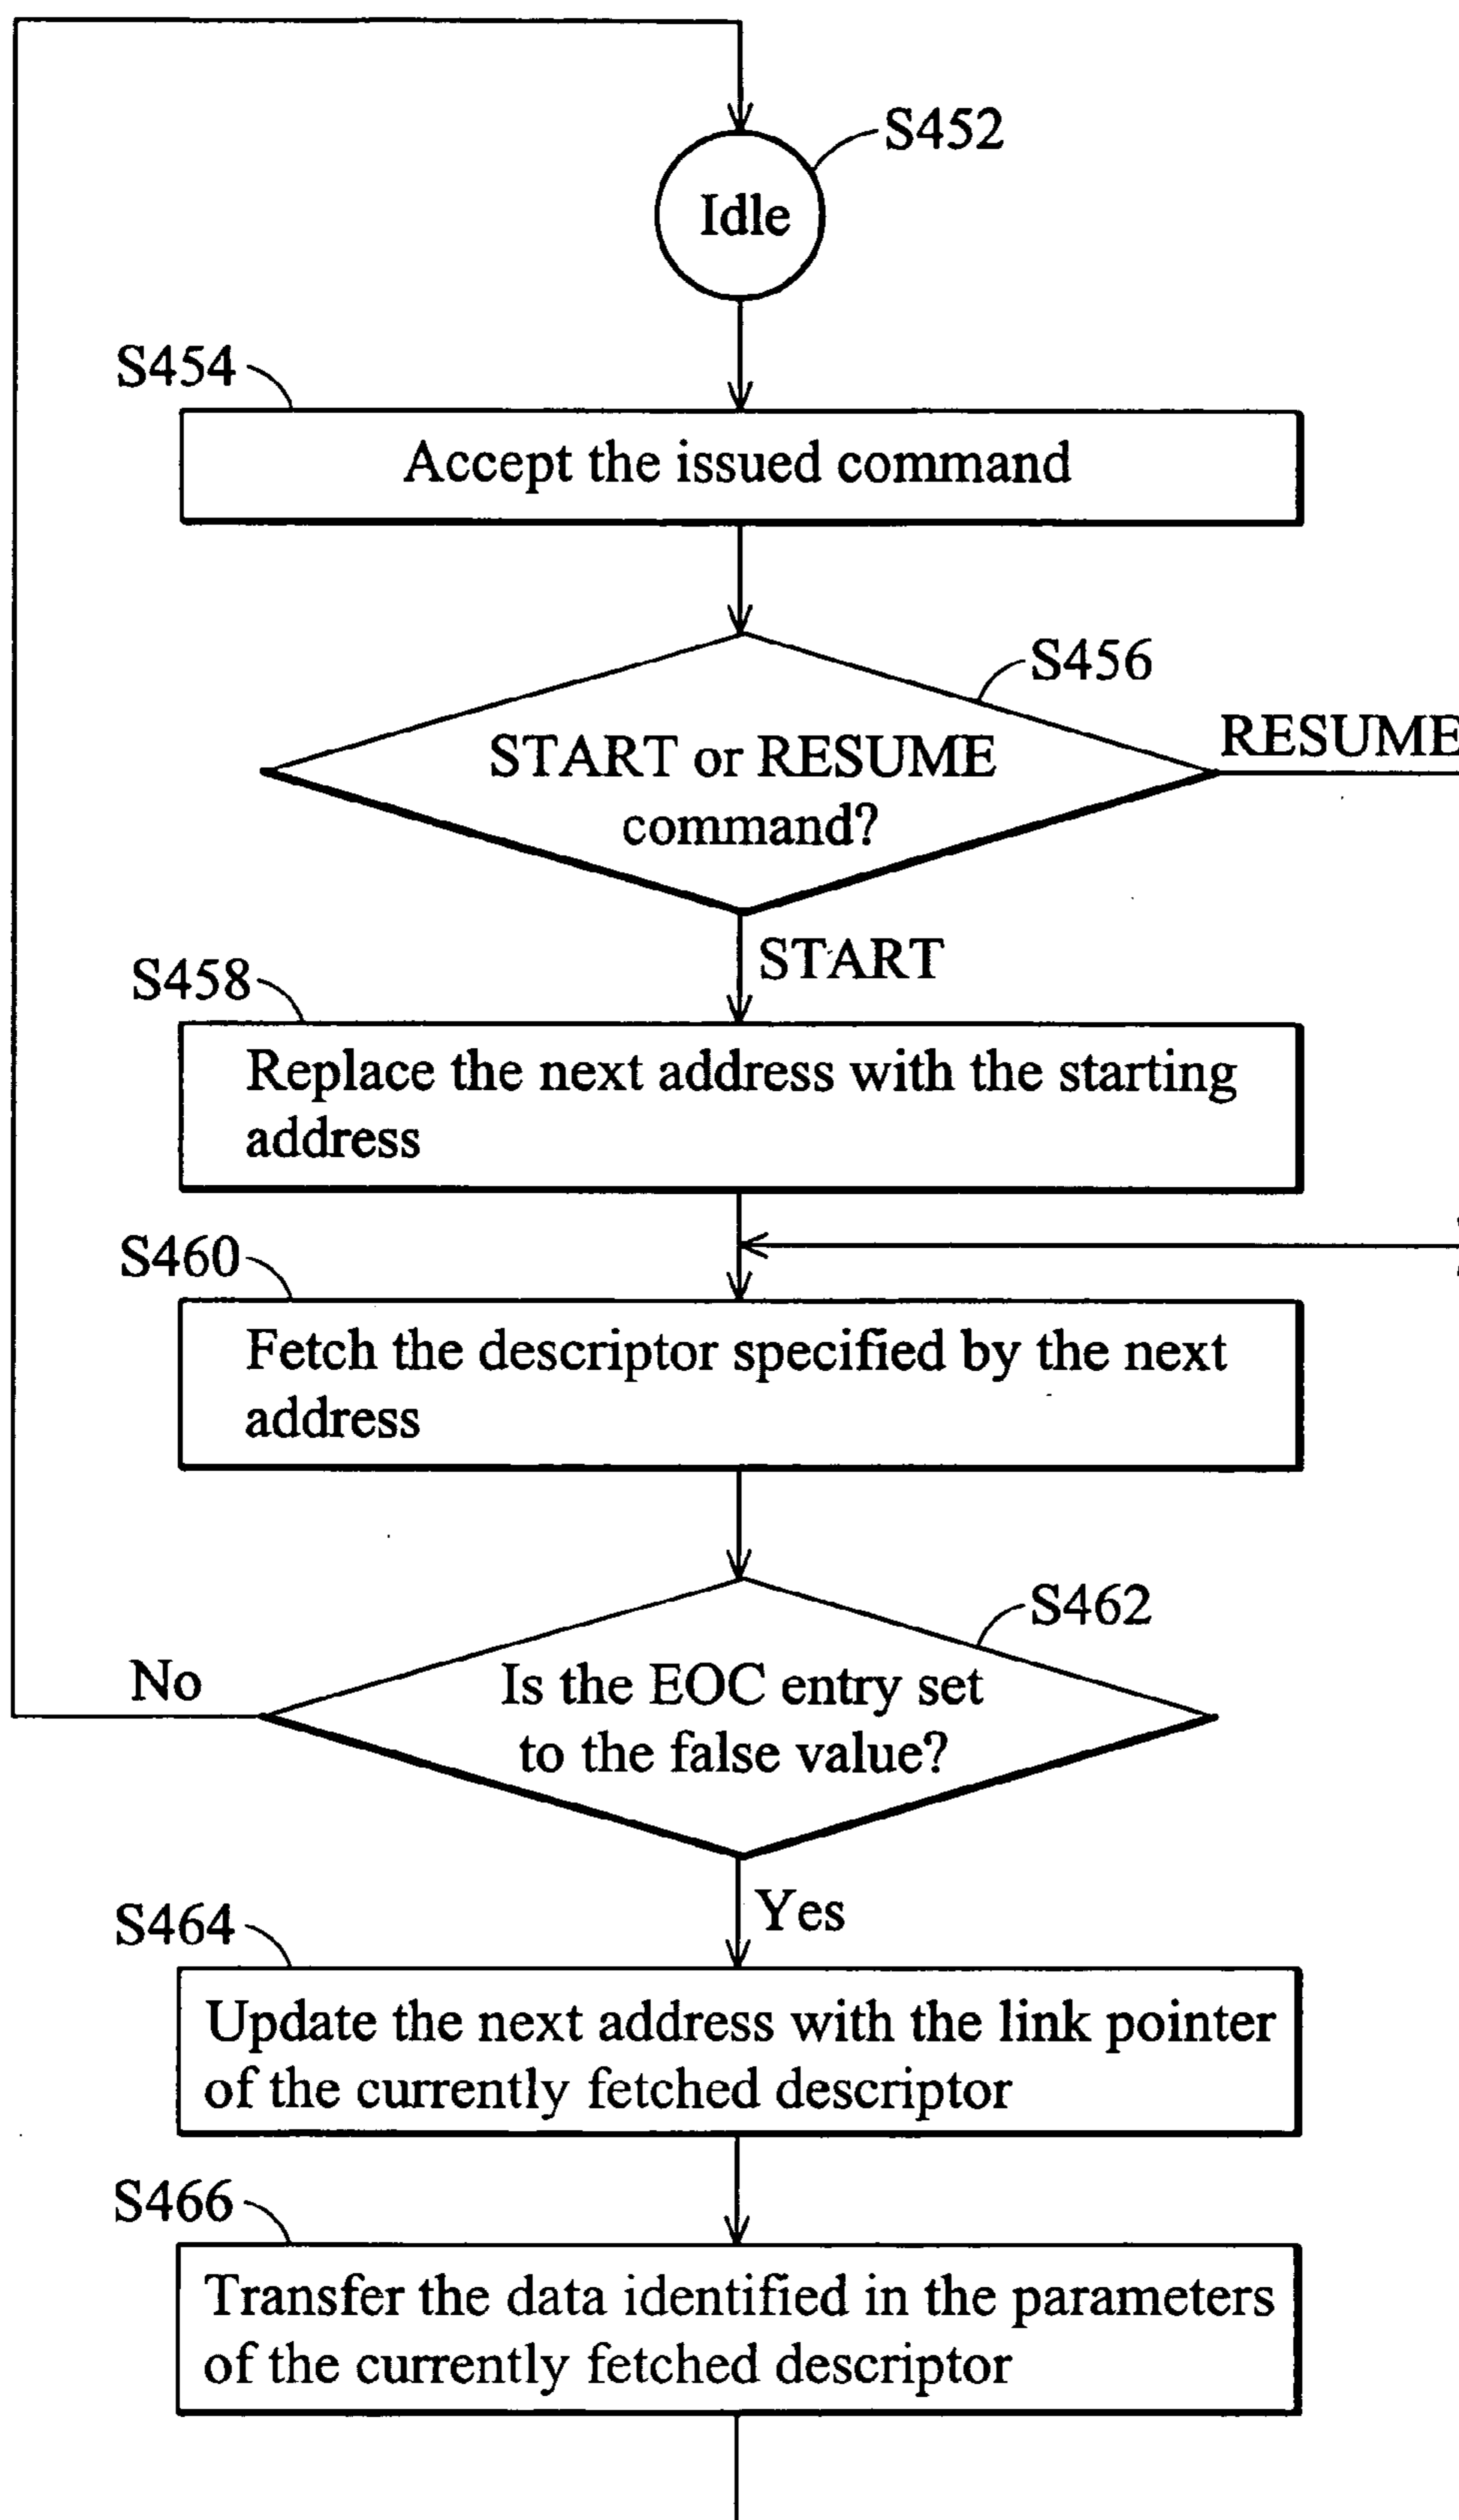 S452
Idle
S454
Accept the issued command
S456
START or RESUME
command?
RESUME
START
S458
Replace the next address with the starting
address
S460
Fetch the descriptor specified by the next
address
S462
Is the EOC entry set
to the false value?
No
Yes
S464
Update the next address with the link pointer
of the currently fetched descriptor
S466
Transfer the data identified in the parameters
of the currently fetched descriptor